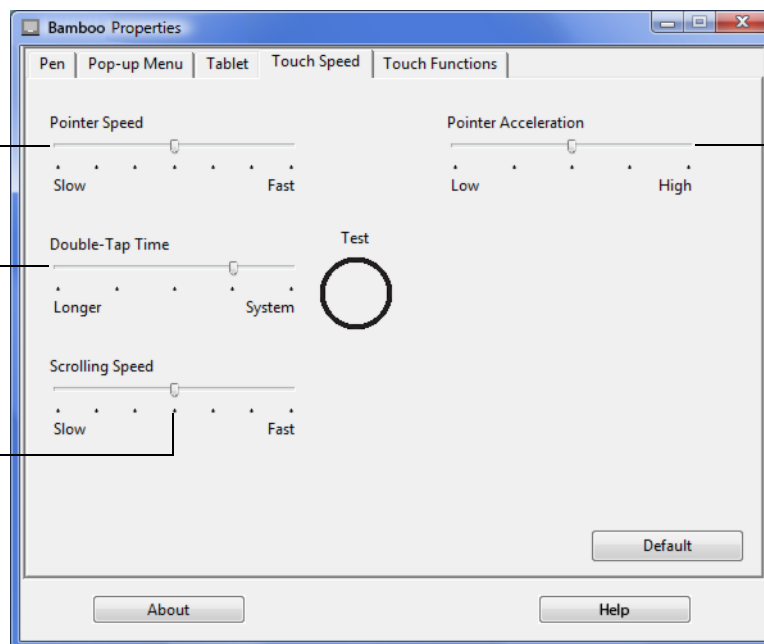 Bamboo Properties
Pen Pop-up Menu Tablet Touch Speed Touch Functions
Pointer Speed
Slow Fast
Pointer Acceleration
Low High
Double-Tap Time
Longer System
Test
Scrolling Speed
Slow Fast
Default
About Help